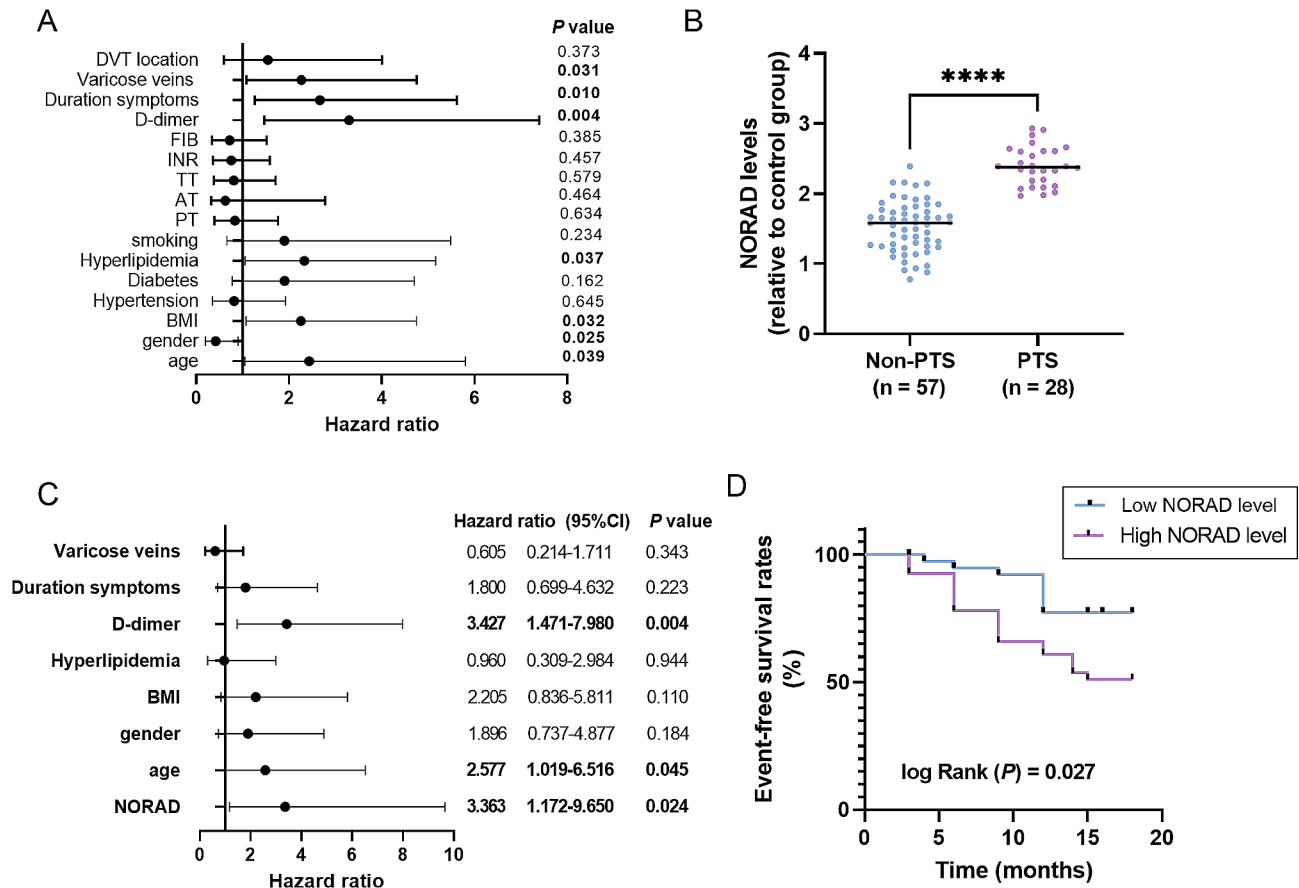 A
P value
DVT location 0.373
Varicose veins 0.031
Duration symptoms 0.010
D-dimer 0.004
FIB 0.385
INR 0.457
TT 0.579
AT 0.464
PT 0.634
smoking 0.234
Hyperlipidemia 0.037
Diabetes 0.162
Hypertension 0.645
BMI 0.032
gender 0.025
age 0.039
0 2 4 6 8
Hazard ratio
B
NORAD levels
(relative to control group)
4
3
2
1
0
****
Non-PTS PTS
(n = 57) (n = 28)
C
Hazard ratio (95%CI) P value
Varicose veins 0.605 0.214-1.711 0.343
Duration symptoms 1.800 0.699-4.632 0.223
D-dimer 3.427 1.471-7.980 0.004
Hyperlipidemia 0.960 0.309-2.984 0.944
BMI 2.205 0.836-5.811 0.110
gender 1.896 0.737-4.877 0.184
age 2.577 1.019-6.516 0.045
NORAD 3.363 1.172-9.650 0.024
0 2 4 6 8 10
Hazard ratio
D
Low NORAD level
High NORAD level
Event-free survival rates
(%)
100
50
0
log Rank (P) = 0.027
0 5 10 15 20
Time (months)